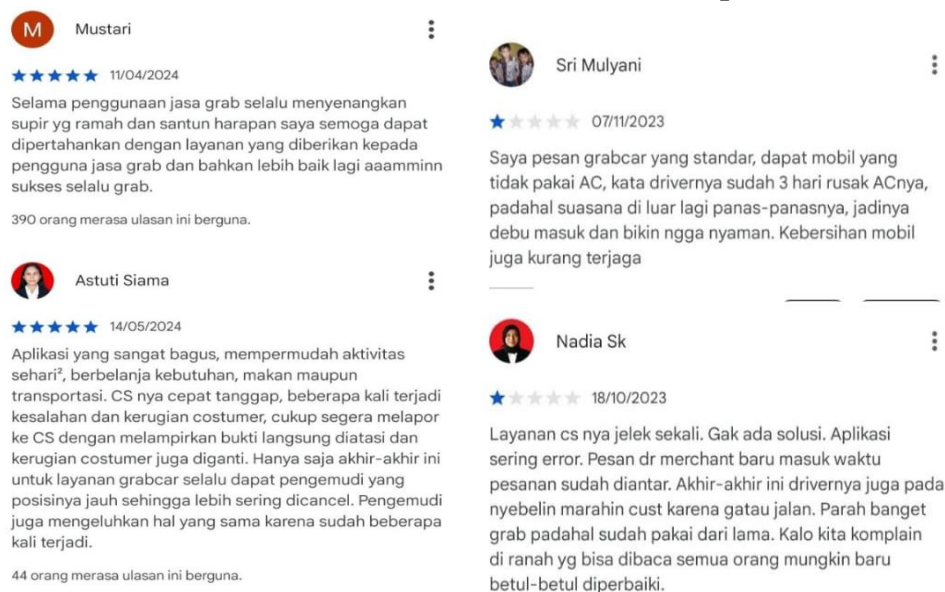 M
Mustari
11/04/2024
Selama penggunaan jasa grab selalu menyenangkan
supir yg ramah dan santun harapan saya semoga dapat
dipertahankan dengan layanan yang diberikan kepada
pengguna jasa grab dan bahkan lebih baik lagi aaamminn
sukses selalu grab.
390 orang merasa ulasan ini berguna.
Astuti Siama
14/05/2024
Aplikasi yang sangat bagus, mempermudah aktivitas
sehari², berbelanja kebutuhan, makan maupun
transportasi. CS nya cepat tanggap, beberapa kali terjadi
kesalahan dan kerugian costumer, cukup segera melapor
ke CS dengan melampirkan bukti langsung diatasi dan
kerugian costumer juga diganti. Hanya saja akhir-akhir ini
untuk layanan grabcar selalu dapat pengemudi yang
posisinya jauh sehingga lebih sering dicancel. Pengemudi
juga mengeluhkan hal yang sama karena sudah beberapa
kali terjadi.
44 orang merasa ulasan ini berguna.
Sri Mulyani
07/11/2023
Saya pesan grabcar yang standar, dapat mobil yang
tidak pakai AC, kata drivernya sudah 3 hari rusak ACnya,
padahal suasana di luar lagi panas-panasnya, jadinya
debu masuk dan bikin ngga nyaman. Kebersihan mobil
juga kurang terjaga
Nadia Sk
18/10/2023
Layanan cs nya jelek sekali. Gak ada solusi. Aplikasi
sering error. Pesan dr merchant baru masuk waktu
pesanan sudah diantar. Akhir-akhir ini drivernya juga pada
nyebelin marahin cust karena gatau jalan. Parah banget
grab padahal sudah pakai dari lama. Kalo kita komplain
di ranah yg bisa dibaca semua orang mungkin baru
betul-betul diperbaiki.